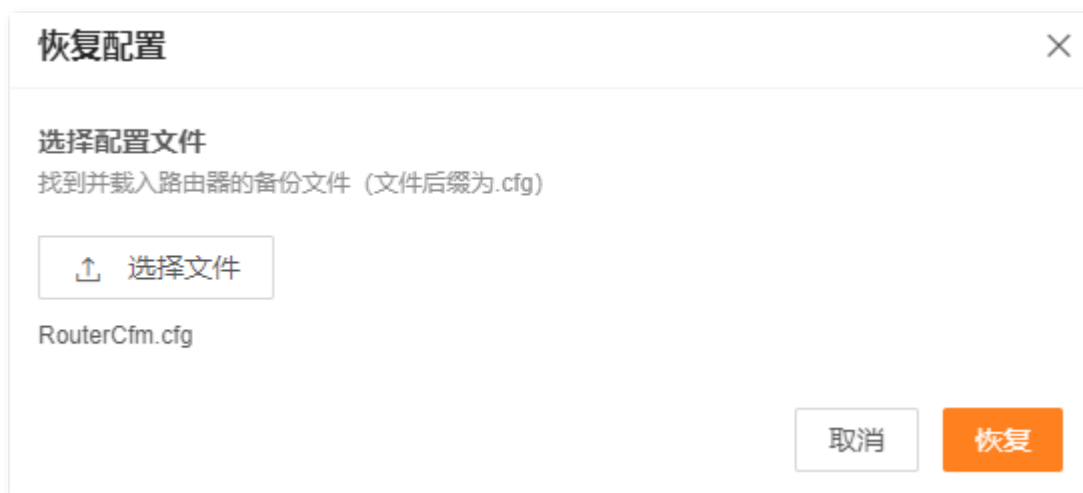 恢复配置
选择配置文件
找到并载入路由器的备份文件（文件后缀为.cfg）
选择文件
RouterCfm.cfg
取消
恢复